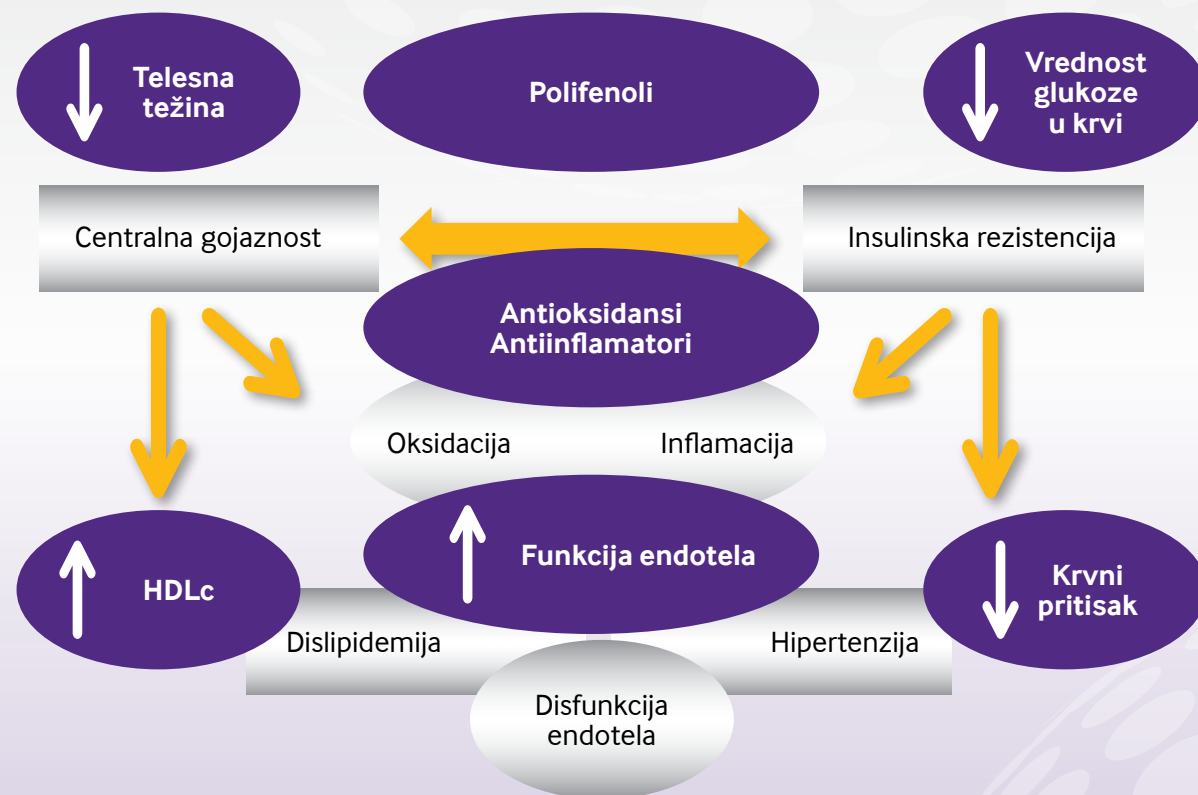 Telesna
težina
Polifenoli
Vrednost
glukoze
u krvi
Centralna gojaznost
Insulinska rezistencija
Antioksidansi
Antiinflamatori
Oksidacija
Inflamacija
HDLc
Funkcija endotela
Krvni
pritisak
Dislipidemija
Hipertenzija
Disfunkcija
endotela